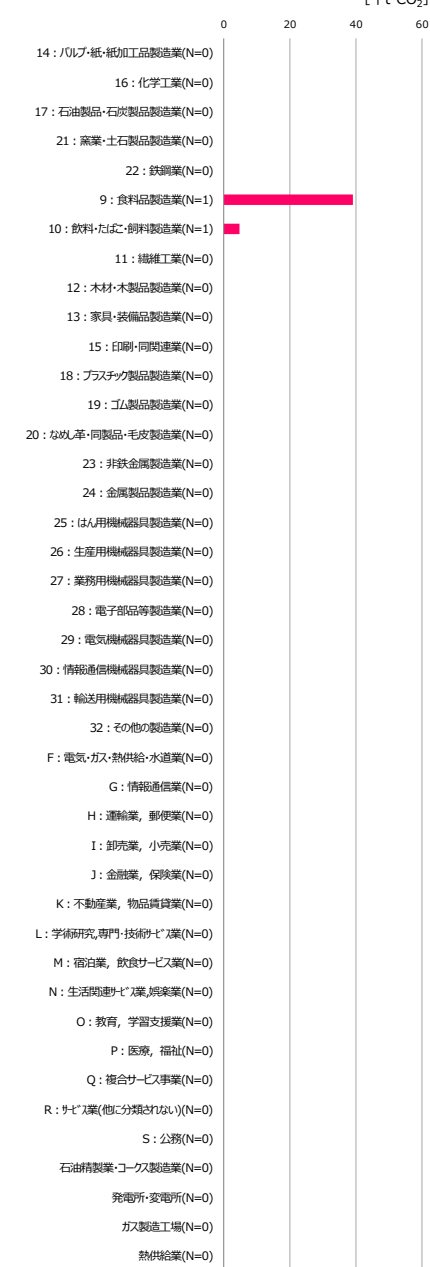 [千t-CO₂]
0 20 40 60
14：パルプ・紙・紙加工品製造業(N=0)
16：化学工業(N=0)
17：石油製品・石炭製品製造業(N=0)
21：窯業・土石製品製造業(N=0)
22：鉄鋼業(N=0)
9：食料品製造業(N=1)
10：飲料・たばこ・飼料製造業(N=1)
11：繊維工業(N=0)
12：木材・木製品製造業(N=0)
13：家具・装備品製造業(N=0)
15：印刷・同関連業(N=0)
18：プラスチック製品製造業(N=0)
19：ゴム製品製造業(N=0)
20：なめし革・同製品・毛皮製造業(N=0)
23：非鉄金属製造業(N=0)
24：金属製品製造業(N=0)
25：はん用機械器具製造業(N=0)
26：生産用機械器具製造業(N=0)
27：業務用機械器具製造業(N=0)
28：電子部品等製造業(N=0)
29：電気機械器具製造業(N=0)
30：情報通信機械器具製造業(N=0)
31：輸送用機械器具製造業(N=0)
32：その他の製造業(N=0)
F：電気・ガス・熱供給・水道業(N=0)
G：情報通信業(N=0)
H：運輸業，郵便業(N=0)
I：卸売業，小売業(N=0)
J：金融業，保険業(N=0)
K：不動産業，物品賃貸業(N=0)
L：学術研究,専門・技術ｻｰﾋﾞｽ業(N=0)
M：宿泊業，飲食サービス業(N=0)
N：生活関連ｻｰﾋﾞｽ業,娯楽業(N=0)
O：教育，学習支援業(N=0)
P：医療，福祉(N=0)
Q：複合サービス事業(N=0)
R：ｻｰﾋﾞｽ業(他に分類されない)(N=0)
S：公務(N=0)
石油精製業・コークス製造業(N=0)
発電所・変電所(N=0)
ガス製造工場(N=0)
熱供給業(N=0)